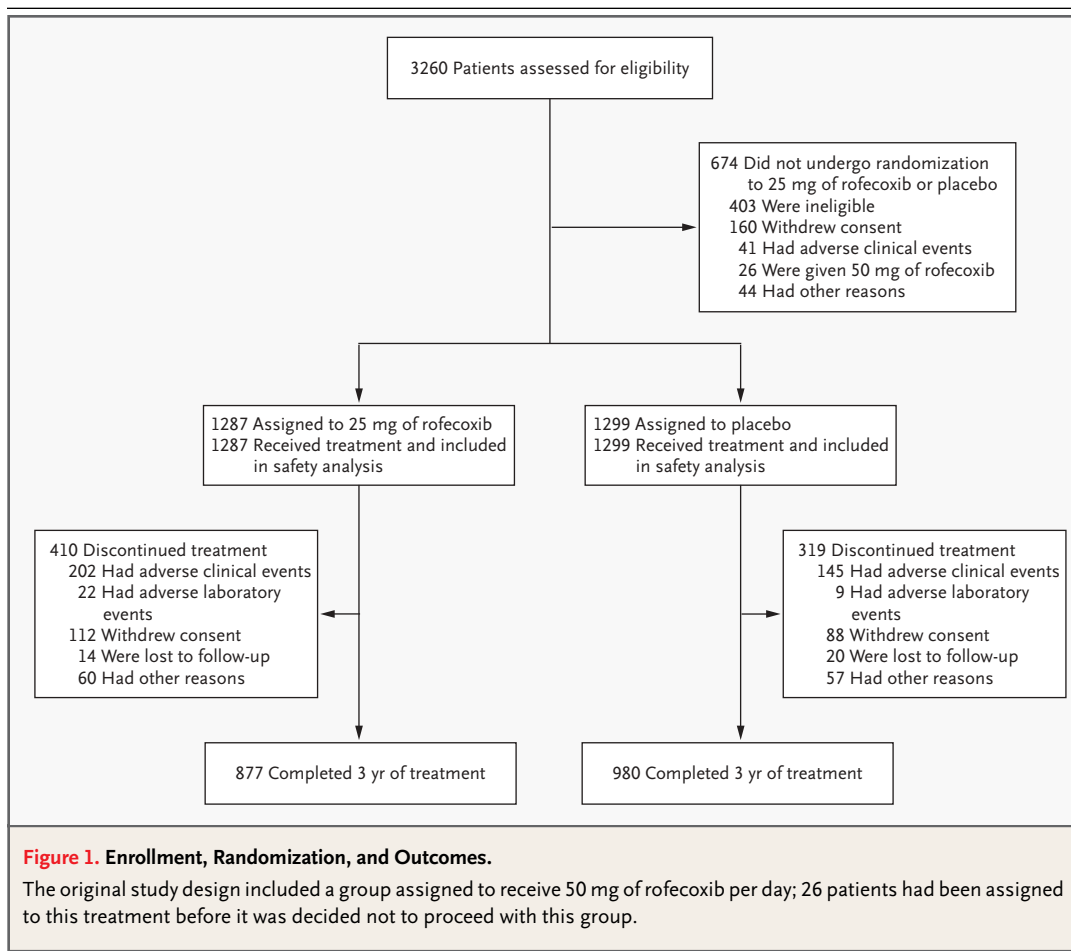 3260 Patients assessed for eligibility
674 Did not undergo randomization
to 25 mg of rofecoxib or placebo
403 Were ineligible
160 Withdrew consent
41 Had adverse clinical events
26 Were given 50 mg of rofecoxib
44 Had other reasons
1287 Assigned to 25 mg of rofecoxib
1287 Received treatment and included
in safety analysis
1299 Assigned to placebo
1299 Received treatment and included
in safety analysis
410 Discontinued treatment
202 Had adverse clinical events
22 Had adverse laboratory
events
112 Withdrew consent
14 Were lost to follow-up
60 Had other reasons
319 Discontinued treatment
145 Had adverse clinical events
9 Had adverse laboratory
events
88 Withdrew consent
20 Were lost to follow-up
57 Had other reasons
877 Completed 3 yr of treatment
980 Completed 3 yr of treatment
Figure 1. Enrollment, Randomization, and Outcomes.
The original study design included a group assigned to receive 50 mg of rofecoxib per day; 26 patients had been assigned
to this treatment before it was decided not to proceed with this group.